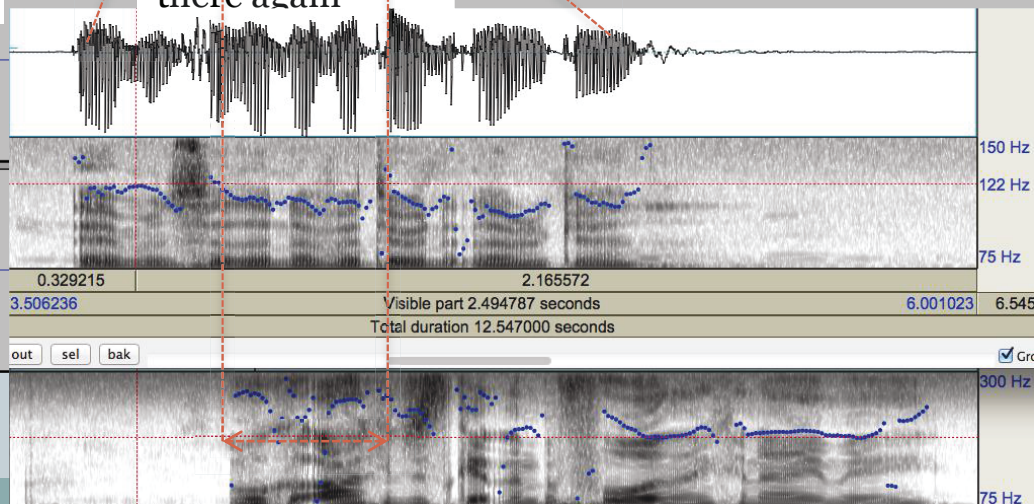 there again
150 Hz
122 Hz
75 Hz
0.329215 2.165572
3.506236 Visible part 2.494787 seconds 6.001023 6.545
Total duration 12.547000 seconds
out sel bak Gro
300 Hz
75 Hz